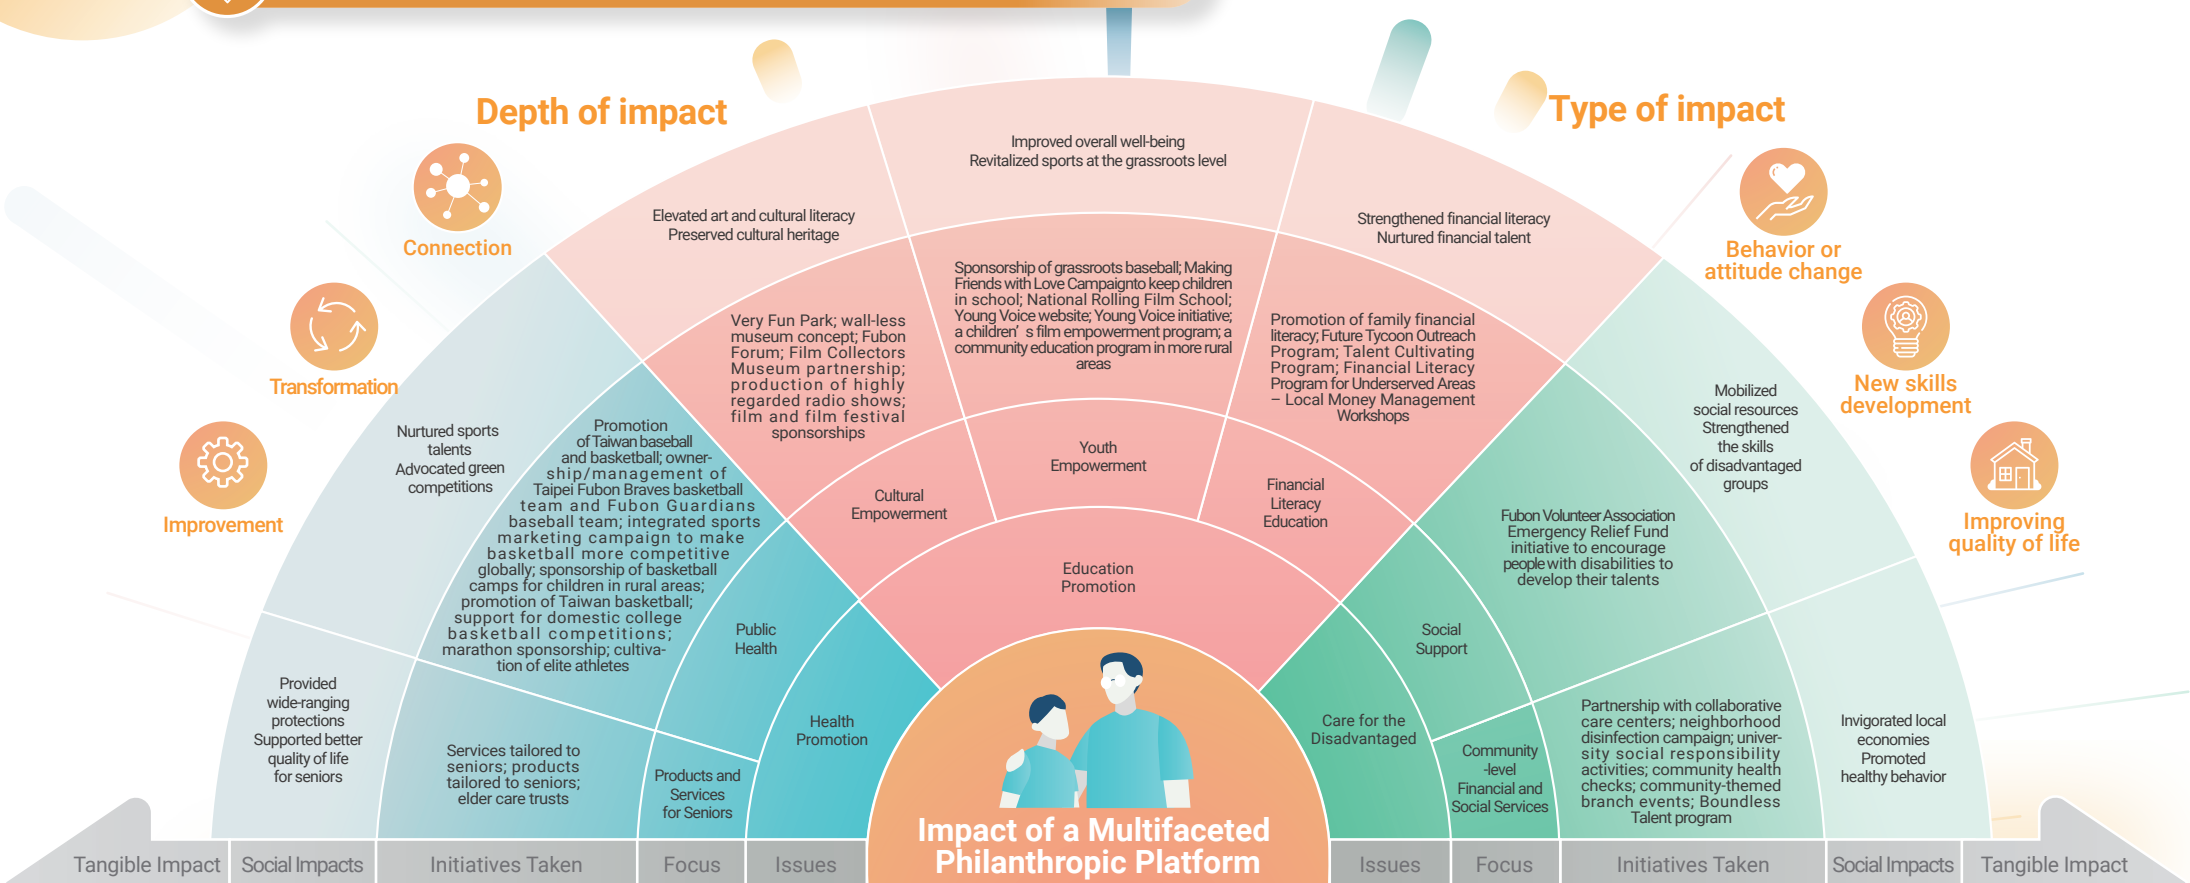 Depth of impact
Type of impact
Connection
Transformation
Improvement
Behavior or
attitude change
New skills
development
Improving
quality of life
Elevated art and cultural literacy
Preserved cultural heritage
Improved overall well-being
Revitalized sports at the grassroots level
Strengthened financial literacy
Nurtured financial talent
Very Fun Park; wall-less
museum concept; Fubon
Forum; Film Collectors
Museum partnership;
production of highly
regarded radio shows;
film and film festival
sponsorships
Sponsorship of grassroots baseball; Making
Friends with Love Campaignto keep children
in school; National Rolling Film School;
Young Voice website; Young Voice initiative;
a children’ s film empowerment program; a
community education program in more rural
areas
Promotion of family financial
literacy; Future Tycoon Outreach
Program; Talent Cultivating
Program; Financial Literacy
Program for Underserved Areas
– Local Money Management
Workshops
Cultural
Empowerment
Youth
Empowerment
Financial
Literacy
Education
Education
Promotion
Nurtured sports
talents
Advocated green
competitions
Promotion
of Taiwan baseball
and basketball; owner-
ship/management of
Taipei Fubon Braves basketball
team and Fubon Guardians
baseball team; integrated sports
marketing campaign to make
basketball more competitive
globally; sponsorship of basketball
camps for children in rural areas;
promotion of Taiwan basketball;
support for domestic college
basketball competitions;
marathon sponsorship; cultiva-
tion of elite athletes
Public
Health
Provided
wide-ranging
protections
Supported better
quality of life
for seniors
Services tailored to
seniors; products
tailored to seniors;
elder care trusts
Products and
Services
for Seniors
Health
Promotion
Mobilized
social resources
Strengthened
the skills
of disadvantaged
groups
Fubon Volunteer Association
Emergency Relief Fund
initiative to encourage
people with disabilities to
develop their talents
Social
Support
Care for the
Disadvantaged
Community
-level
Financial and
Social Services
Partnership with collaborative
care centers; neighborhood
disinfection campaign; univer-
sity social responsibility
activities; community health
checks; community-themed
branch events; Boundless
Talent program
Invigorated local
economies
Promoted
healthy behavior
Impact of a Multifaceted
Philanthropic Platform
Tangible Impact
Social Impacts
Initiatives Taken
Focus
Issues
Issues
Focus
Initiatives Taken
Social Impacts
Tangible Impact